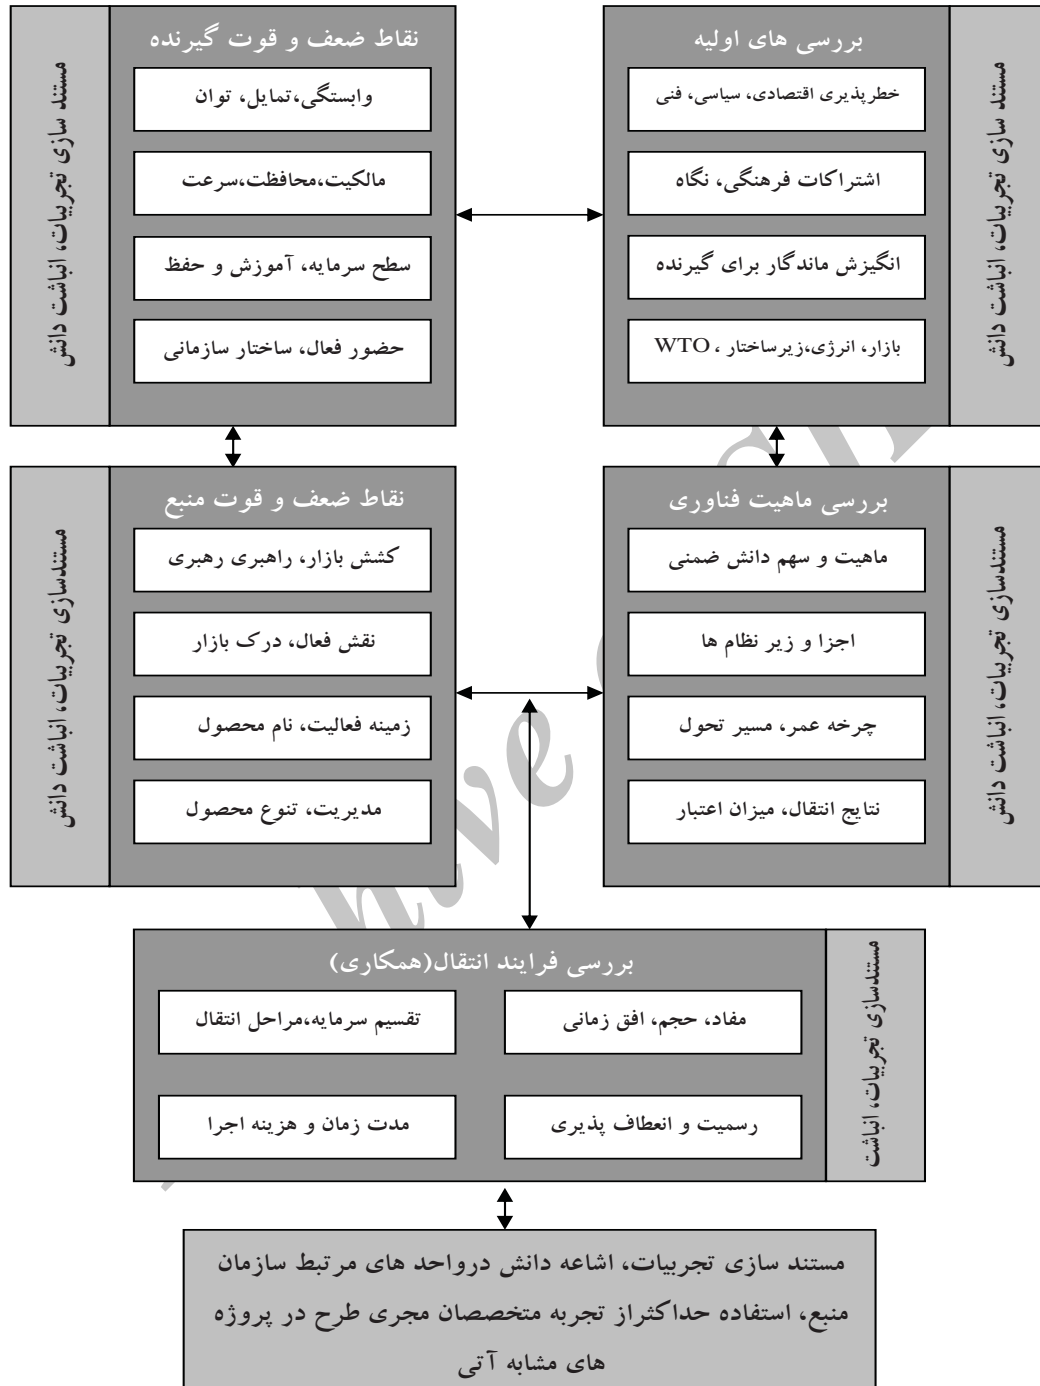 بررسی های اولیه
خطرپذیری اقتصادی، سیاسی، فنی
اشتراکات فرهنگی، نگاه
انگیزش ماندگار برای گیرنده
بازار، انرژی،زیرساختار ، WTO
مستند سازی تجربیات، انباشت دانش
نقاط ضعف و قوت گیرنده
وابستگی،تمایل، توان
مالکیت،محافظت،سرعت
سطح سرمایه، آموزش و حفظ
حضور فعال، ساختار سازمانی
مستند سازی تجربیات، انباشت دانش
بررسی ماهیت فناوری
ماهیت و سهم دانش ضمنی
اجزا و زیر نظام ها
چرخه عمر، مسیر تحول
نتایج انتقال، میزان اعتبار
مستندسازی تجربیات، انباشت دانش
نقاط ضعف و قوت منبع
کشش بازار، راهبری رهبری
نقش فعال، درک بازار
زمینه فعالیت، نام محصول
مدیریت، تنوع محصول
مستندسازی تجربیات، انباشت دانش
بررسی فرایند انتقال(همکاری)
مفاد، حجم، افق زمانی
تقسیم سرمایه،مراحل انتقال
رسمیت و انعطاف پذیری
مدت زمان و هزینه اجرا
مستندسازی تجربیات، انباشت
مستند سازی تجربیات، اشاعه دانش درواحد های مرتبط سازمان
منبع، استفاده حداکثراز تجربه متخصصان مجری طرح در پروژه
های مشابه آتی